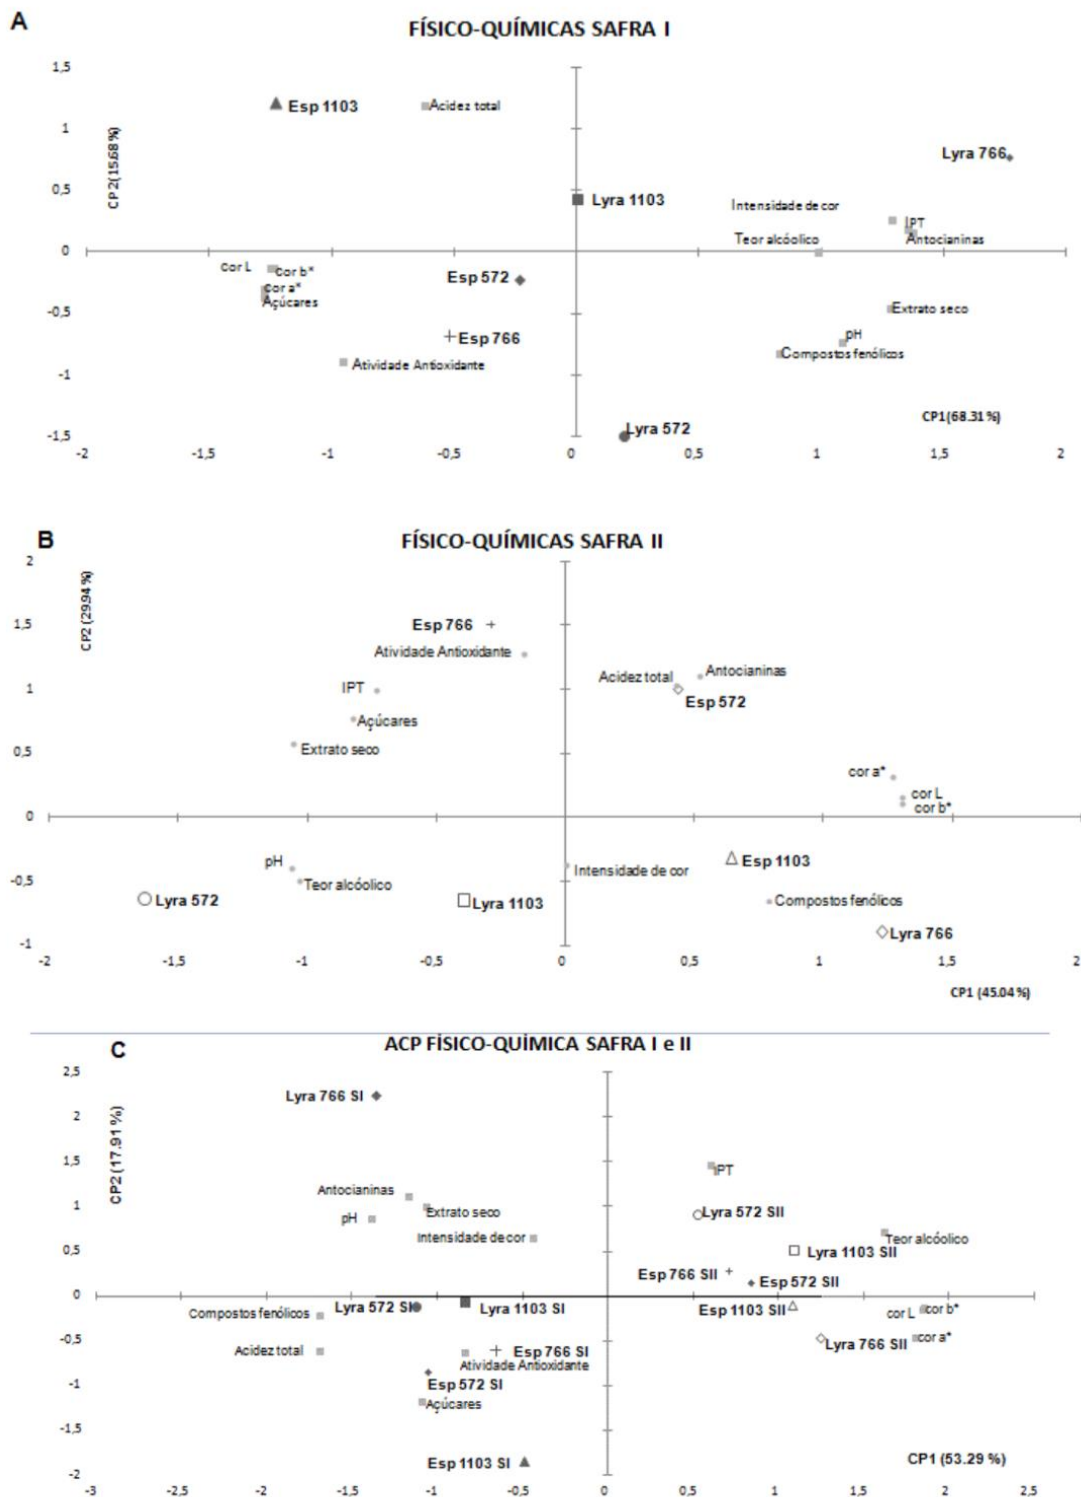 A
FÍSICO-QUÍMICAS SAFRA I
1,5
Esp 1103
Acidez total
1
CP2(15.68%)
Lyra 766
0,5
Lyra 1103
Intensidade de cor
IPT
Teor alcóolico
Antocianinas
0
Cor L
Cor b*
Esp 572
cor a*
Açúcares
-0,5
Extrato seco
Esp 766
pH
Atividade Antioxidante
Compostos fenólicos
-1
CP1(68.31%)
Lyra 572
-1,5
-2 -1,5 -1 -0,5 0 0,5 1 1,5 2
B
FÍSICO-QUÍMICAS SAFRA II
2
CP2 (29.94%)
1,5
Esp 766
Atividade Antioxidante
Acidez total
Antocianinas
1
IPT
Esp 572
Açúcares
0,5
Extrato seco
cor a*
cor L
cor b*
0
pH
Intensidade de cor
Esp 1103
-0,5
Teor alcóolico
Lyra 572
Lyra 1103
Compostos fenólicos
Lyra 766
-1
-2 -1,5 -1 -0,5 0 0,5 1 1,5 2
CP1 (45.04%)
C
ACP FÍSICO-QUÍMICA SAFRA I e II
2,5
Lyra 766 SI
2
CP2 (17.91 %)
1,5
IPT
Antocianinas
1
pH
Extrato seco
Lyra 572 SII
Intensidade de cor
Teor alcóolico
0,5
Lyra 1103 SII
Esp 766 SII
Esp 572 SII
0
Compostos fenólicos
Lyra 572 SI
Lyra 1103 SI
Esp 1103 SII
cor L
cor b*
-0,5
Lyra 766 SII
cor a*
Acidez total
Esp 766 SI
Atividade Antioxidante
-1
Esp 572 SI
Açúcares
-1,5
Esp 1103 SI
CP1 (53.29 %)
-2
-3 -2,5 -2 -1,5 -1 -0,5 0 0,5 1 1,5 2 2,5